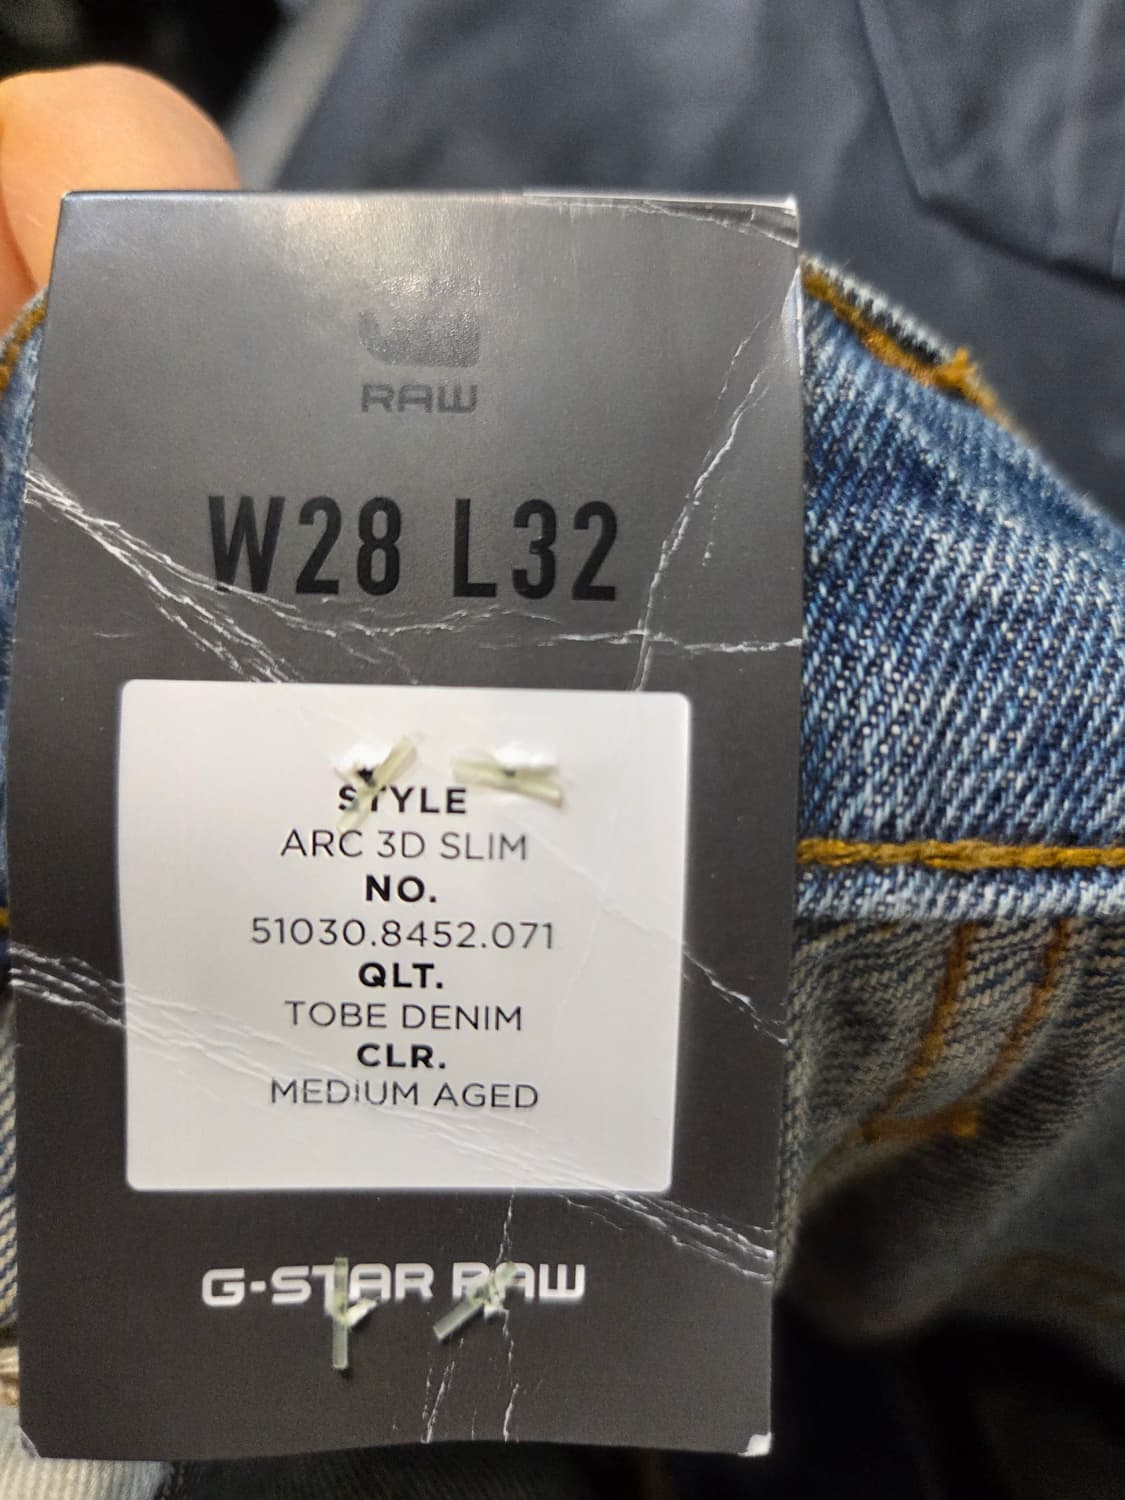 RAW
W28 L32
STYLE
ARC 3D SLIM
NO.
51030.8452.071
QLT.
TOBE DENIM
CLR.
MEDIUM AGED
G-STAR RAW